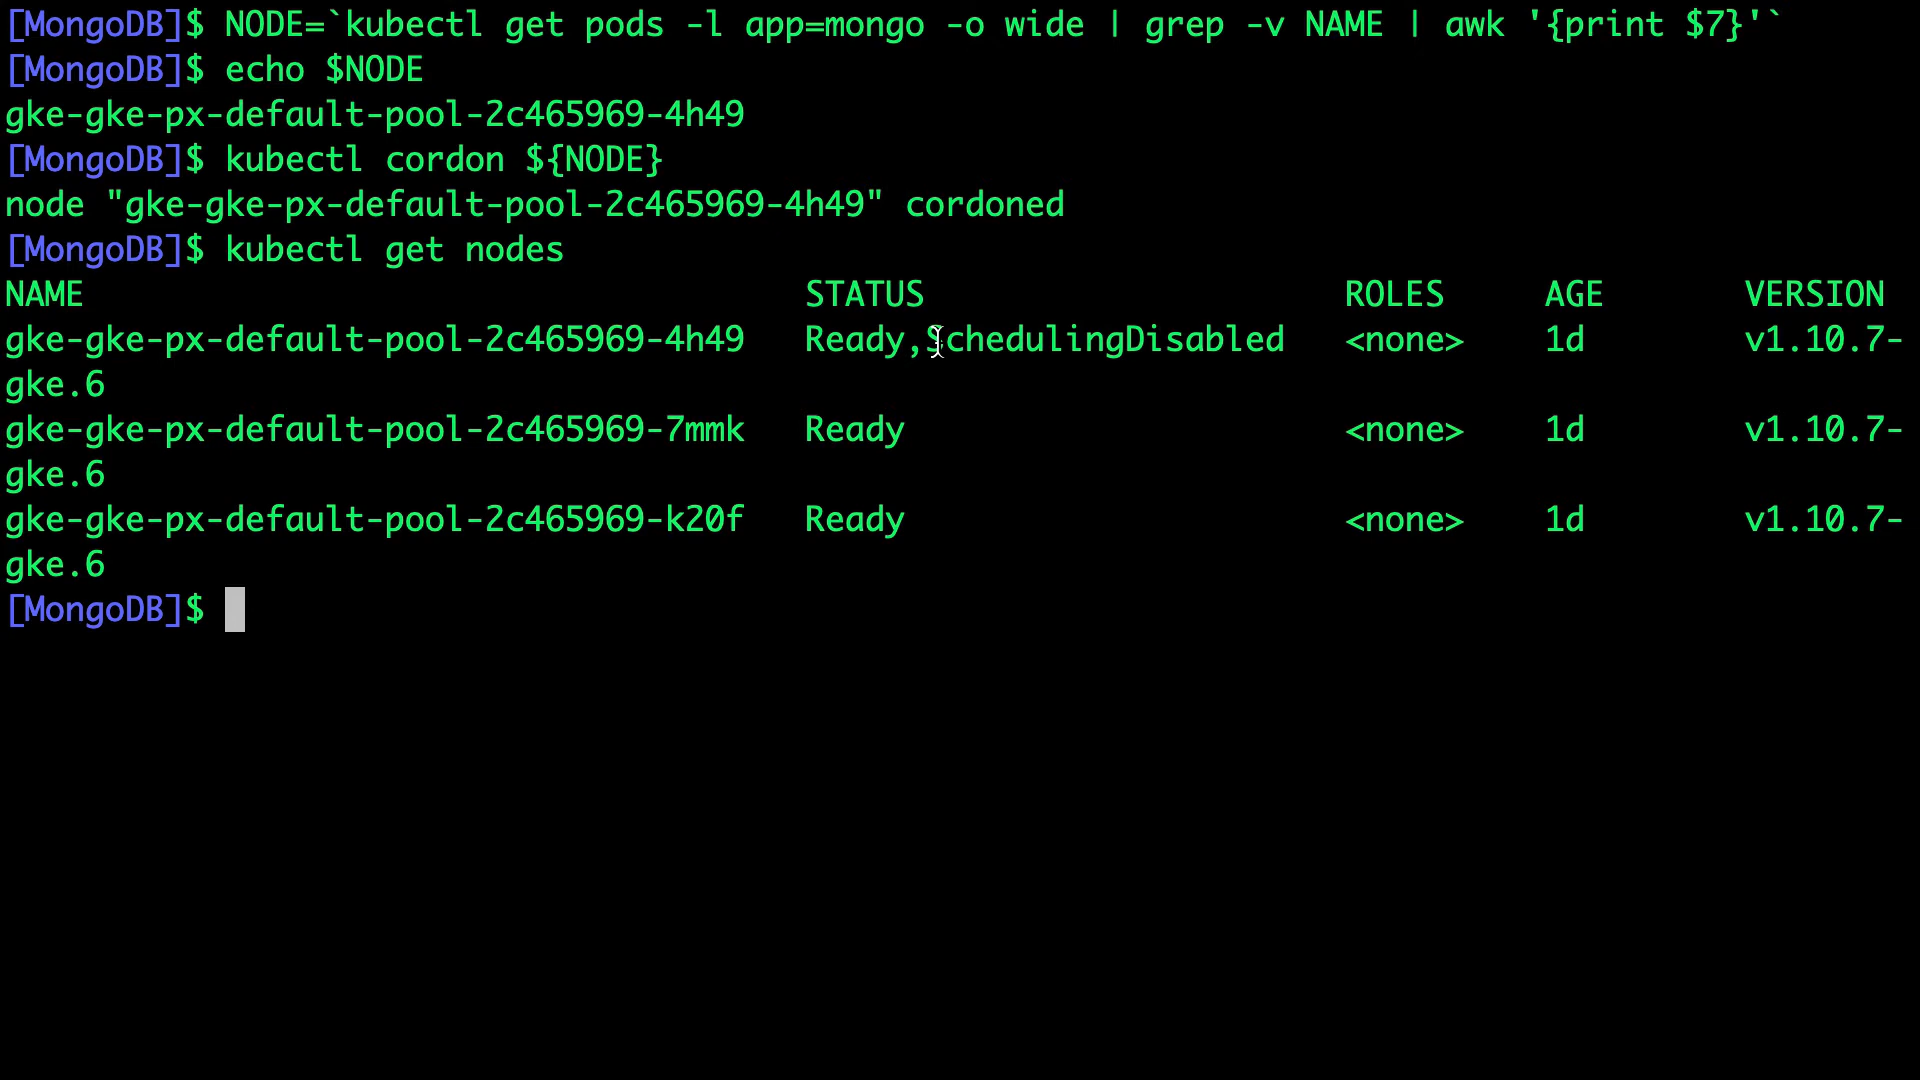 [MongoDB]$ NODE=`kubectl get pods -l app=mongo -o wide | grep -v NAME | awk '{print $7}'`
[MongoDB]$ echo $NODE
gke-gke-px-default-pool-2c465969-4h49
[MongoDB]$ kubectl cordon ${NODE}
node "gke-gke-px-default-pool-2c465969-4h49" cordoned
[MongoDB]$ kubectl get nodes
NAME                                    STATUS                     ROLES     AGE       VERSION
gke-gke-px-default-pool-2c465969-4h49   Ready,SchedulingDisabled   <none>    1d        v1.10.7-
gke.6
gke-gke-px-default-pool-2c465969-7mmk   Ready                      <none>    1d        v1.10.7-
gke.6
gke-gke-px-default-pool-2c465969-k20f   Ready                      <none>    1d        v1.10.7-
gke.6
[MongoDB]$